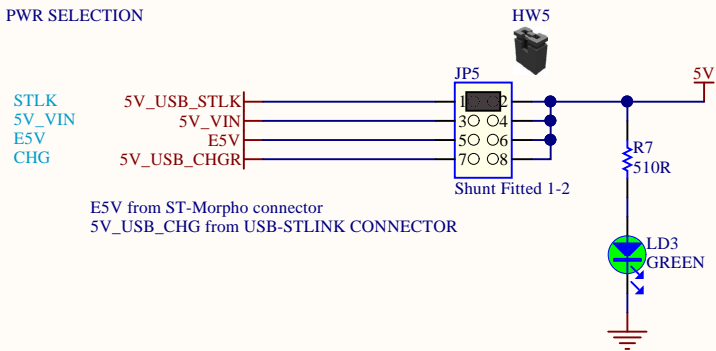 PWR SELECTION
HW5
JP5
5V
STLK 5V_USB_STLK 1 2
5V_VIN 5V_VIN 3 4
E5V E5V 5 6
CHG 5V_USB_CHGR 7 8
R7
510R
Shunt Fitted 1-2
E5V from ST-Morpho connector
5V_USB_CHG from USB-STLINK CONNECTOR
LD3
GREEN